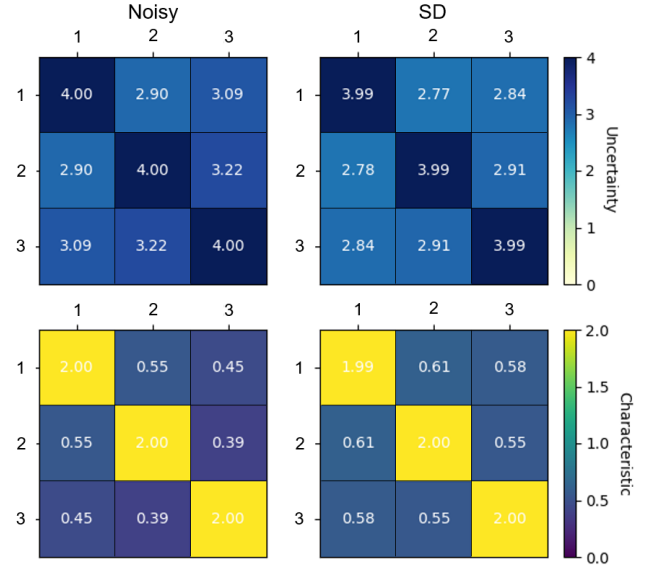 Noisy SD
1 2 3 1 2 3
1 4.00 2.90 3.09 1 3.99 2.77 2.84 4
2 2.90 4.00 3.22 2 2.78 3.99 2.91 3
2
3 3.09 3.22 4.00 3 2.84 2.91 3.99 1
0
Uncertainty
1 2 3 1 2 3
1 2.00 0.55 0.45 1 1.99 0.61 0.58 2.0
1.5
2 0.55 2.00 0.39 2 0.61 2.00 0.55 1.0
0.5
3 0.45 0.39 2.00 3 0.58 0.55 2.00 0.0
Characteristic